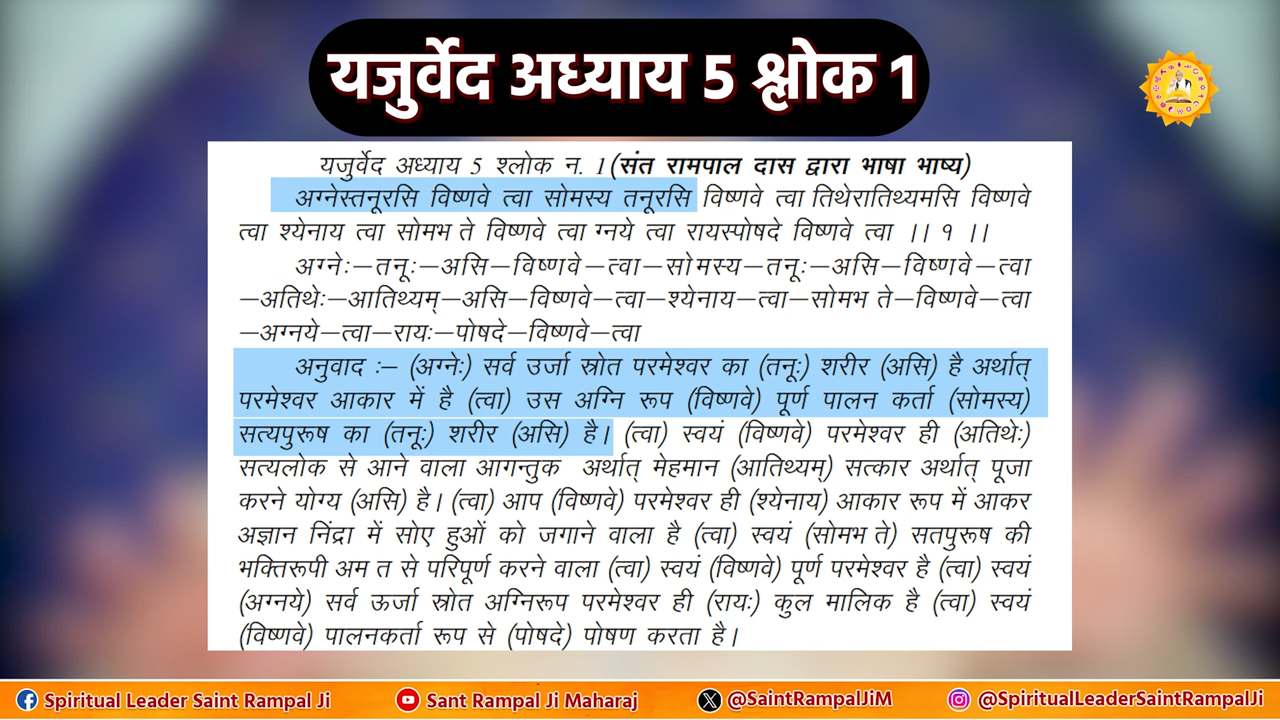 यजुर्वेद अध्याय 5 श्लोक 1
यजुर्वेद अध्याय 5 श्लोक न. 1(संत रामपाल दास द्वारा भाषा भाष्य)
अग्नेस्तनूरसि विष्णवे त्वा सोमस्य तनूरसि विष्णवे त्वा तिथेरातिथ्यमसि विष्णवे
त्वा श्येनाय त्वा सोमभ ते विष्णवे त्वा ग्नये त्वा रायस्पोषदे विष्णवे त्वा ।। १ ।।
अग्नेः–तनूः–असि–विष्णवे–त्वा–सोमस्य–तनूः–असि–विष्णवे–त्वा
–अतिथेः–आतिथ्यम्–असि–विष्णवे–त्वा–श्येनाय–त्वा–सोमभ ते–विष्णवे–त्वा
–अग्नये–त्वा–रायः–पोषदे–विष्णवे–त्वा
अनुवाद :– (अग्नेः) सर्व उर्जा स्रोत परमेश्वर का (तनूः) शरीर (असि) है अर्थात्
परमेश्वर आकार में है (त्वा) उस अग्नि रूप (विष्णवे) पूर्ण पालन कर्ता (सोमस्य)
सत्यपुरूष का (तनूः) शरीर (असि) है। (त्वा) स्वयं (विष्णवे) परमेश्वर ही (अतिथेः)
सत्यलोक से आने वाला आगन्तुक अर्थात् मेहमान (आतिथ्यम्) सत्कार अर्थात् पूजा
करने योग्य (असि) है। (त्वा) आप (विष्णवे) परमेश्वर ही (श्येनाय) आकार रूप में आकर
अज्ञान निंद्रा में सोए हुओं को जगाने वाला है (त्वा) स्वयं (सोमभ ते) सतपुरूष की
भक्तिरूपी अम त से परिपूर्ण करने वाला (त्वा) स्वयं (विष्णवे) पूर्ण परमेश्वर है (त्वा) स्वयं
(अग्नये) सर्व ऊर्जा स्रोत अग्निरूप परमेश्वर ही (रायः) कुल मालिक है (त्वा) स्वयं
(विष्णवे) पालनकर्ता रूप से (पोषदे) पोषण करता है।
Spiritual Leader Saint Rampal Ji Sant Rampal Ji Maharaj @SaintRampalJiM @SpiritualLeaderSaintRampalJi